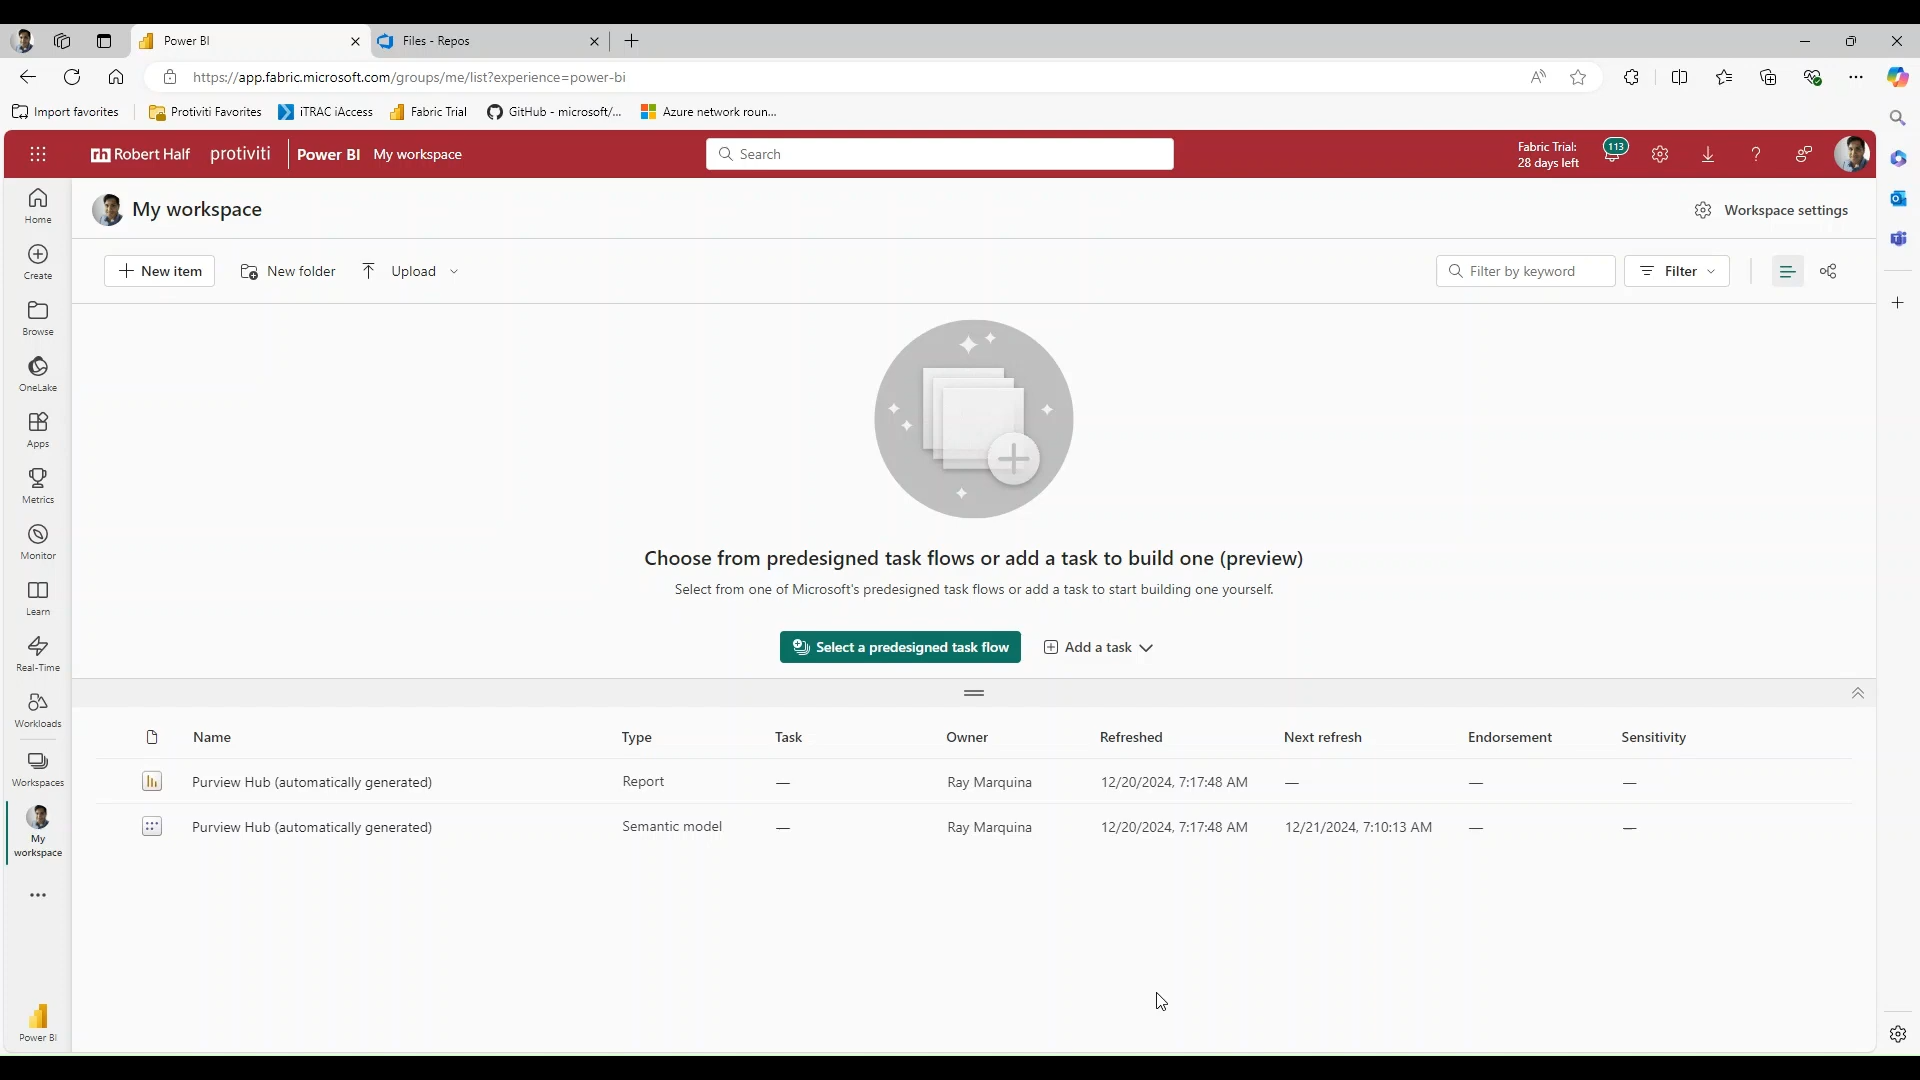 Power BI
Files - Repos
https://app.fabric.microsoft.com/groups/me/list?experience=power-bi
Import favorites
Protiviti Favorites
iTRAC iAccess
Fabric Trial
GitHub - microsoft/...
Azure network roun...
rh Robert Half protiviti Power BI My workspace
Search
Fabric Trial:
28 days left
113
?
Home
Create
Browse
OneLake
Apps
Metrics
Monitor
Learn
Real-Time
Workloads
Workspaces
My
workspace
Power BI
My workspace
Workspace settings
New item
New folder
Upload
Filter by keyword
Filter
Choose from predesigned task flows or add a task to build one (preview)
Select from one of Microsoft's predesigned task flows or add a task to start building one yourself.
Select a predesigned task flow
Add a task
Name Type Task Owner Refreshed Next refresh Endorsement Sensitivity
Purview Hub (automatically generated) Report — Ray Marquina 12/20/2024, 7:17:48 AM — — —
Purview Hub (automatically generated) Semantic model — Ray Marquina 12/20/2024, 7:17:48 AM 12/21/2024, 7:10:13 AM — —